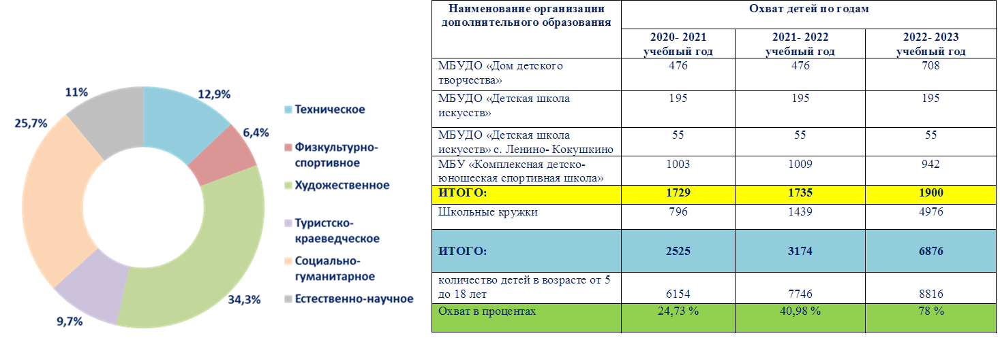 11%
12,9%
25,7%
6,4%
34,3%
9,7%
Техническое
Физкультурно-
спортивное
Художественное
Туристско-
краеведческое
Социально-
гуманитарное
Естественно-научное
Наименование организации
дополнительного образования
Охват детей по годам
2020- 2021
учебный год
2021- 2022
учебный год
2022- 2023
учебный год
МБУДО «Дом детского
творчества»
476
476
708
МБУДО «Детская школа
искусств»
195
195
195
МБУДО «Детская школа
искусств» с. Ленино- Кокушкино
55
55
55
МБУ «Комплексная детско-
юношеская спортивная школа»
1003
1009
942
ИТОГО:
1729
1735
1900
Школьные кружки
796
1439
4976
ИТОГО:
2525
3174
6876
количество детей в возрасте от 5
до 18 лет
6154
7746
8816
Охват в процентах
24,73 %
40,98 %
78 %